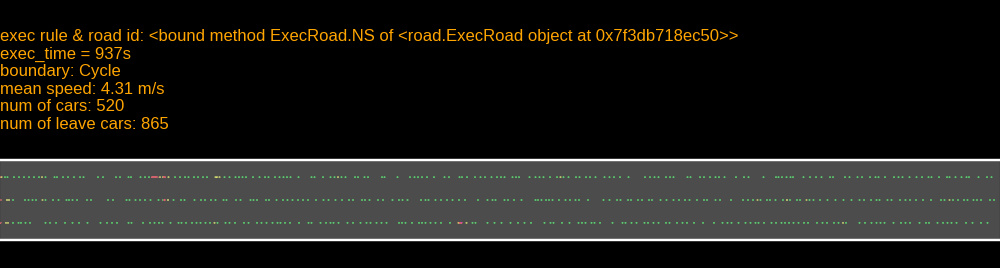 exec rule & road id: <bound method ExecRoad.NS of <road.ExecRoad object at 0x7f3db718ec50>>
exec_time = 937s
boundary: Cycle
mean speed: 4.31 m/s
num of cars: 520
num of leave cars: 865